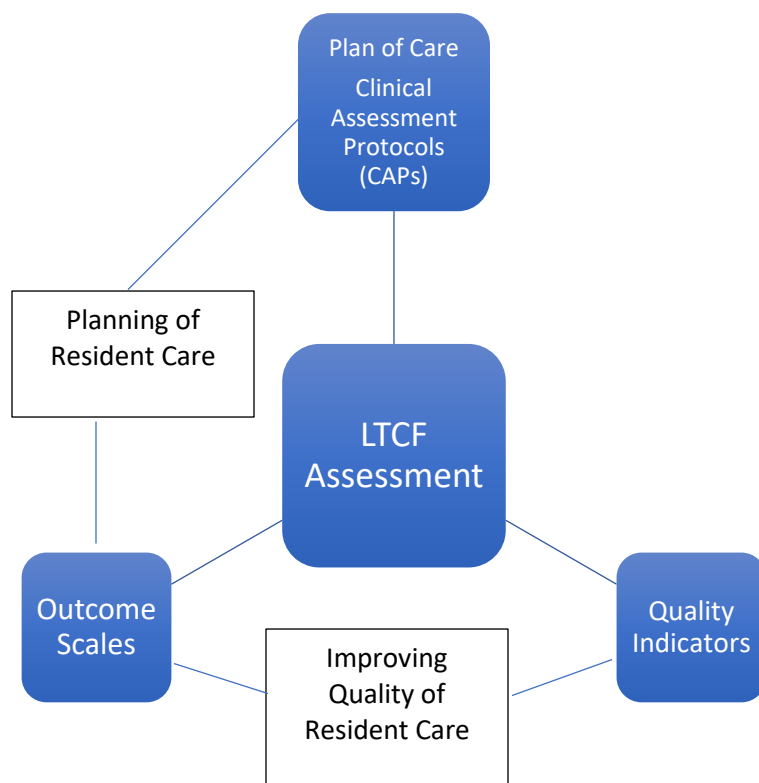 Plan of Care
Clinical
Assessment
Protocols
(CAPs)
Planning of
Resident Care
LTCF
Assessment
Outcome
Scales
Quality
Indicators
Improving
Quality of
Resident Care